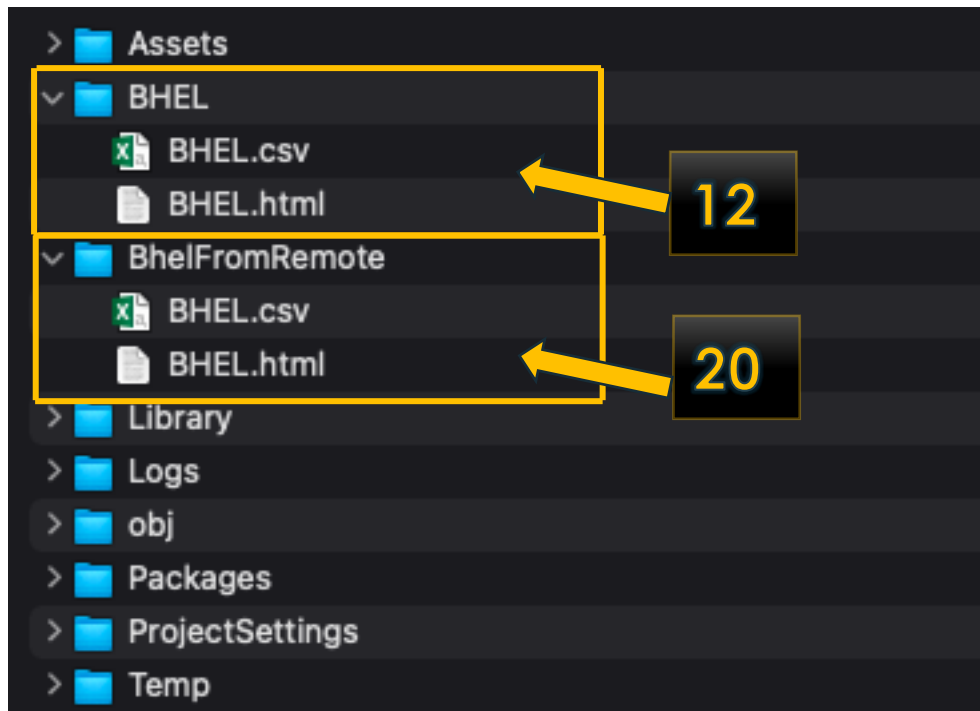 Assets
BHEL
BHEL.csv
BHEL.html
12
BhelFromRemote
BHEL.csv
BHEL.html
20
Library
Logs
obj
Packages
ProjectSettings
Temp